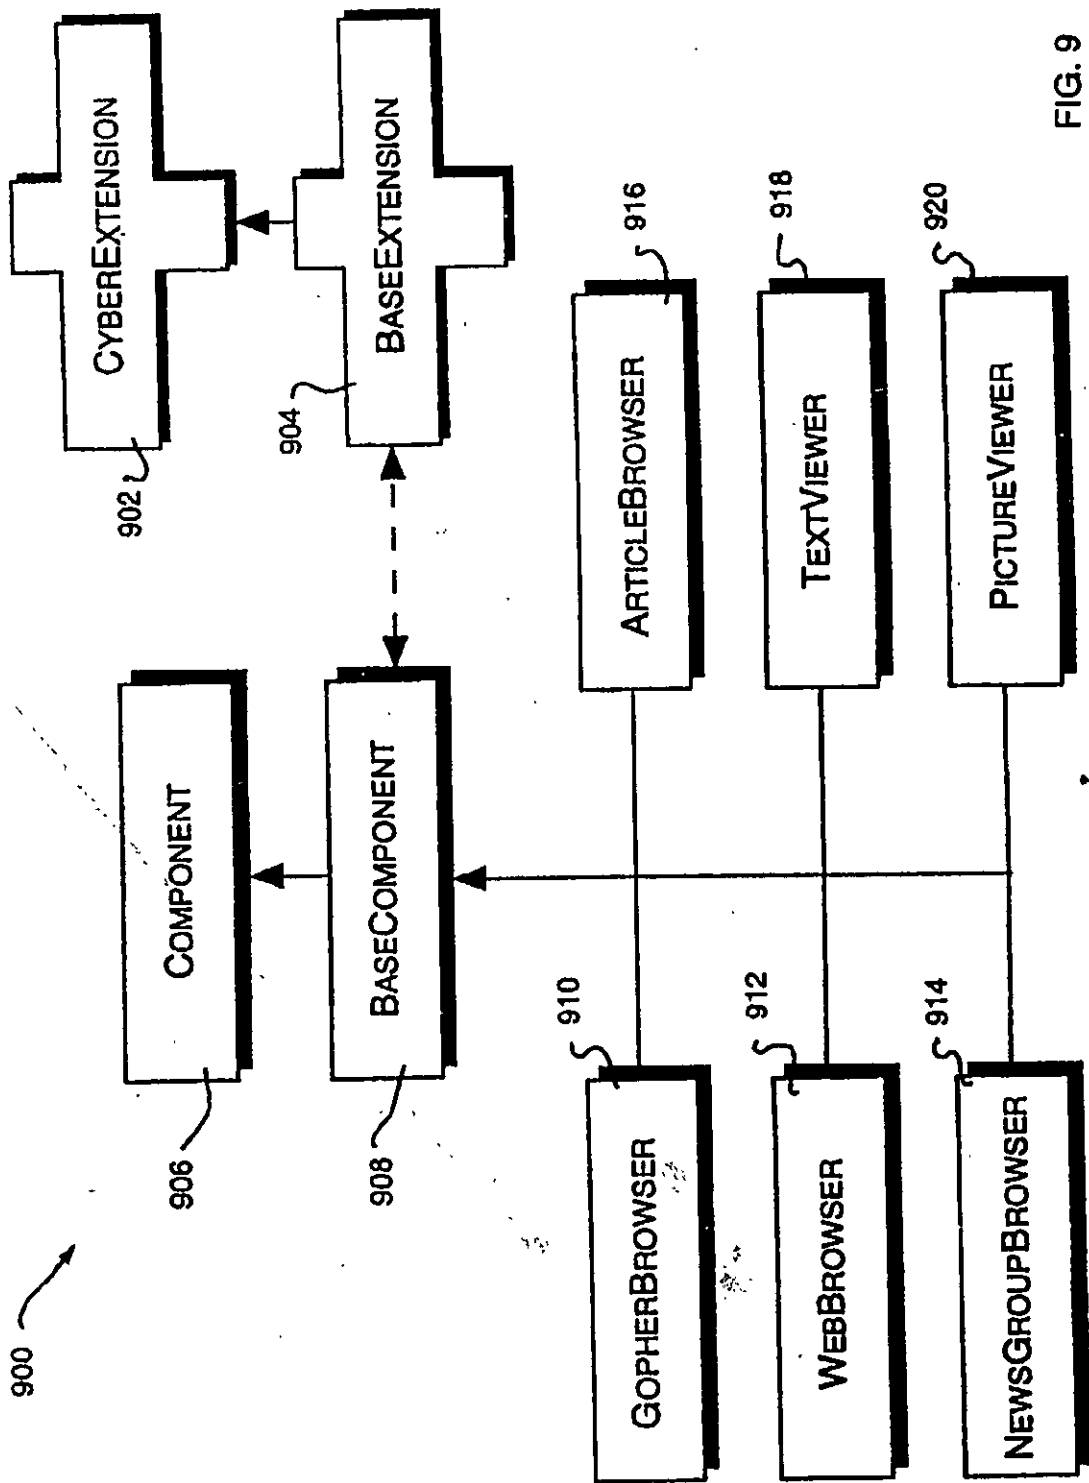 900
CYBEREXTENSION
902
COMPONENT
906
904
BASEEXTENSION
BASECOMPONENT
908
910
916
GOPHERBROWSER
ARTICLEBROWSER
912
918
WEBBROWSER
TEXTVIEWER
914
920
NEWSGROUPBROWSER
PICTUREVIEWER
FIG. 9